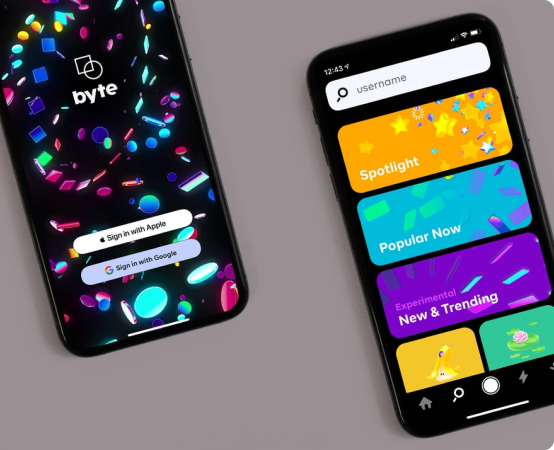 byte
Sign in with Apple
Sign in with Google
12:43
username
Spotlight
Popular Now
Experimental
New & Trending